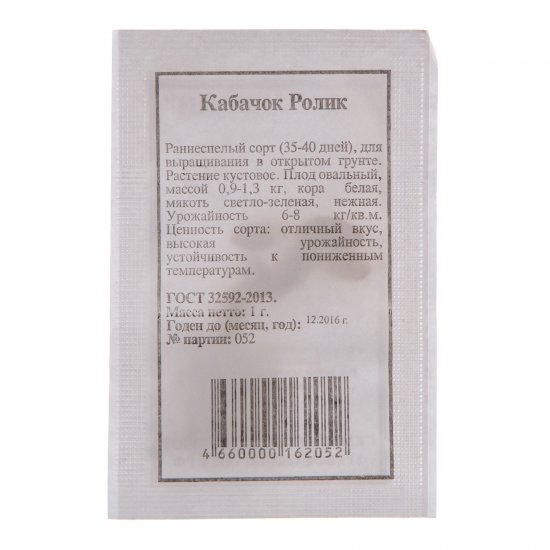 Кабачок Ролик
Раннеспелый сорт (35-40 дней), для
выращивания в открытом грунте.
Растение кустовое. Плод овальный,
массой 0,9-1,3 кг, кора белая,
мякоть светло-зеленая, нежная.
Урожайность 6-8 кг/кв.м.
Ценность сорта: отличный вкус,
высокая урожайность,
устойчивость к пониженным
температурам.
ГОСТ 32592-2013.
Масса нетто: 1 г.
Годен до (месяц, год): 12.2016 г.
№ партии: 052
4 660000 162052